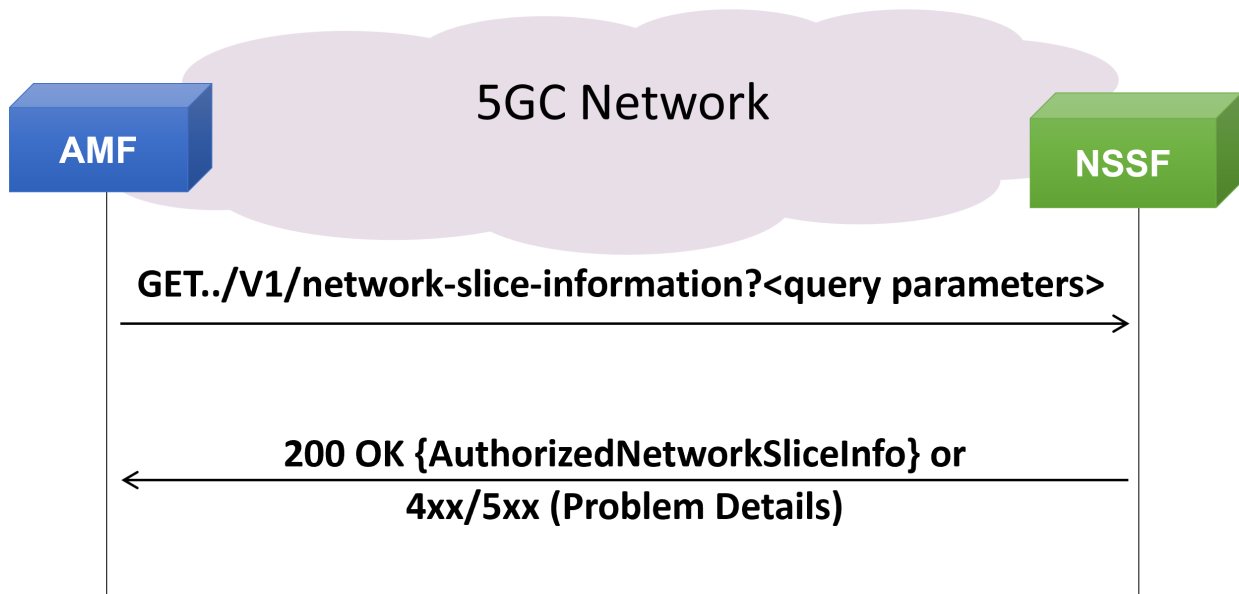 5GC Network
AMF
NSSF
GET../V1/network-slice-information?<query parameters>
200 OK {AuthorizedNetworkSliceInfo} or
4xx/5xx (Problem Details)